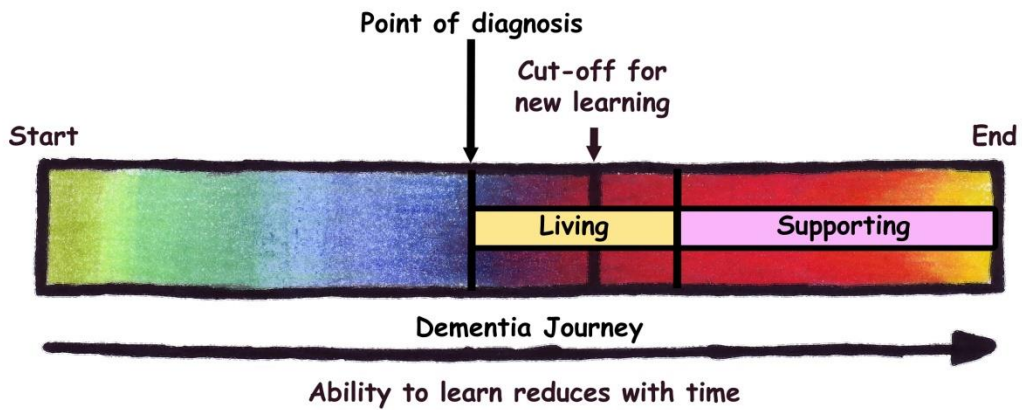 Point of diagnosis
Cut-off for
new learning
Start
End
Living
Supporting
Dementia Journey
Ability to learn reduces with time